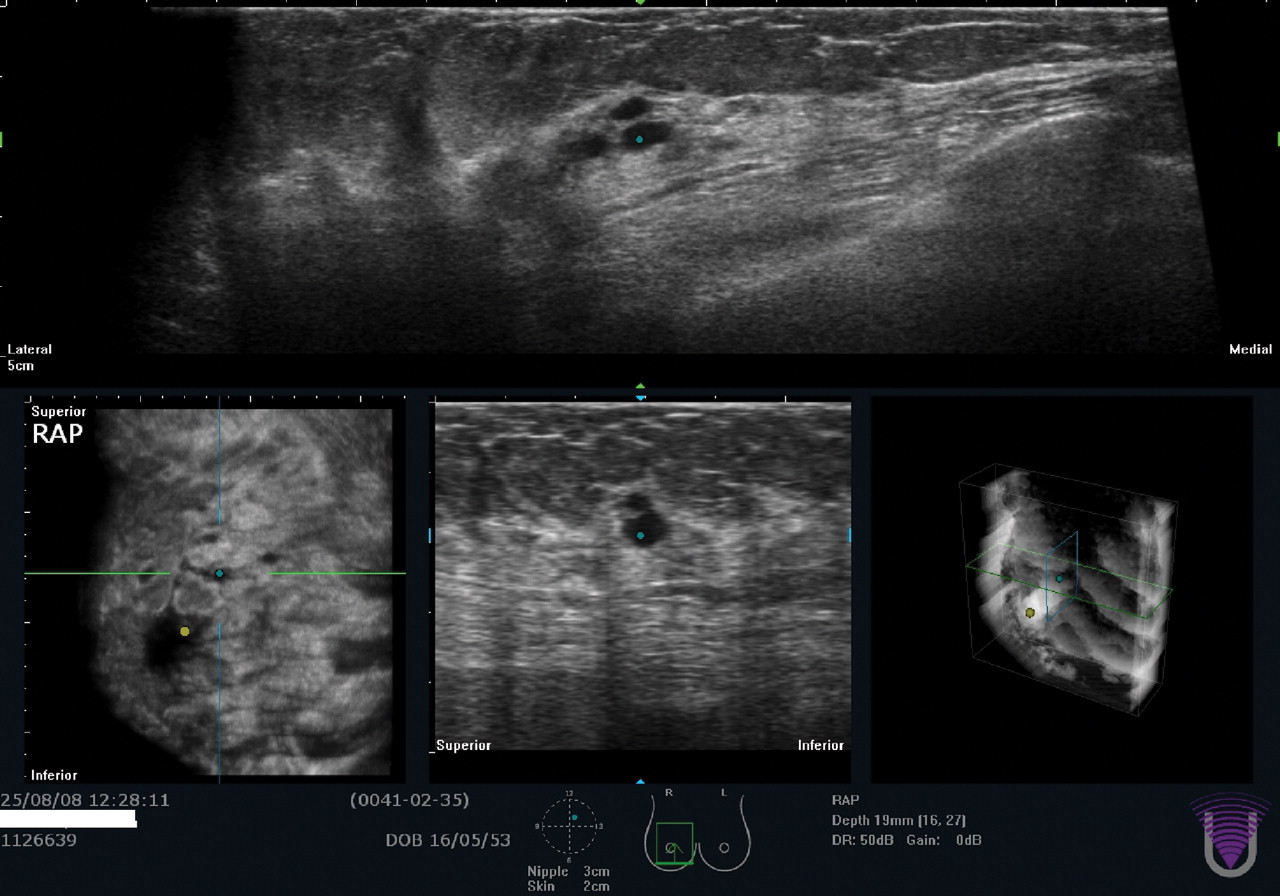 Lateral
5cm
Medial
Superior
RAP
Inferior
Superior
Inferior
25/08/08 12:28:11
(0041-02-35)
1126639
DOB 16/05/53
12
9
3
6
Nipple 3cm
Skin 2cm
R
L
RAP
Depth 19mm [16, 27]
DR: 50dB Gain: 0dB